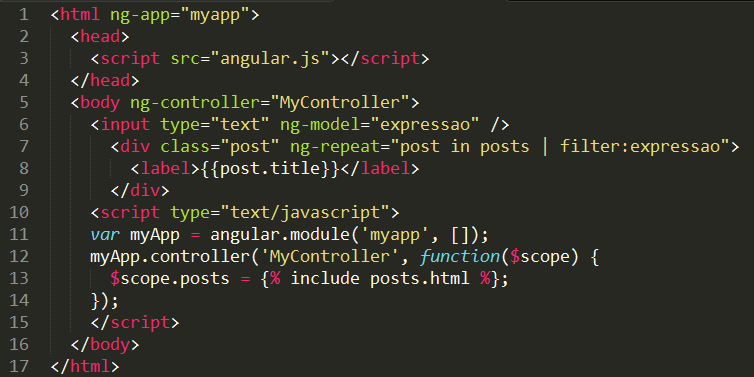 1 <html ng-app="myapp">
2 <head>
3 <script src="angular.js"></script>
4 </head>
5 <body ng-controller="MyController">
6 <input type="text" ng-model="expressao" />
7 <div class="post" ng-repeat="post in posts | filter:expressao">
8 <label>{{post.title}}</label>
9 </div>
10 <script type="text/javascript">
11 var myApp = angular.module('myapp', []);
12 myApp.controller('MyController', function($scope) {
13 $scope.posts = {% include posts.html %};
14 });
15 </script>
16 </body>
17 </html>